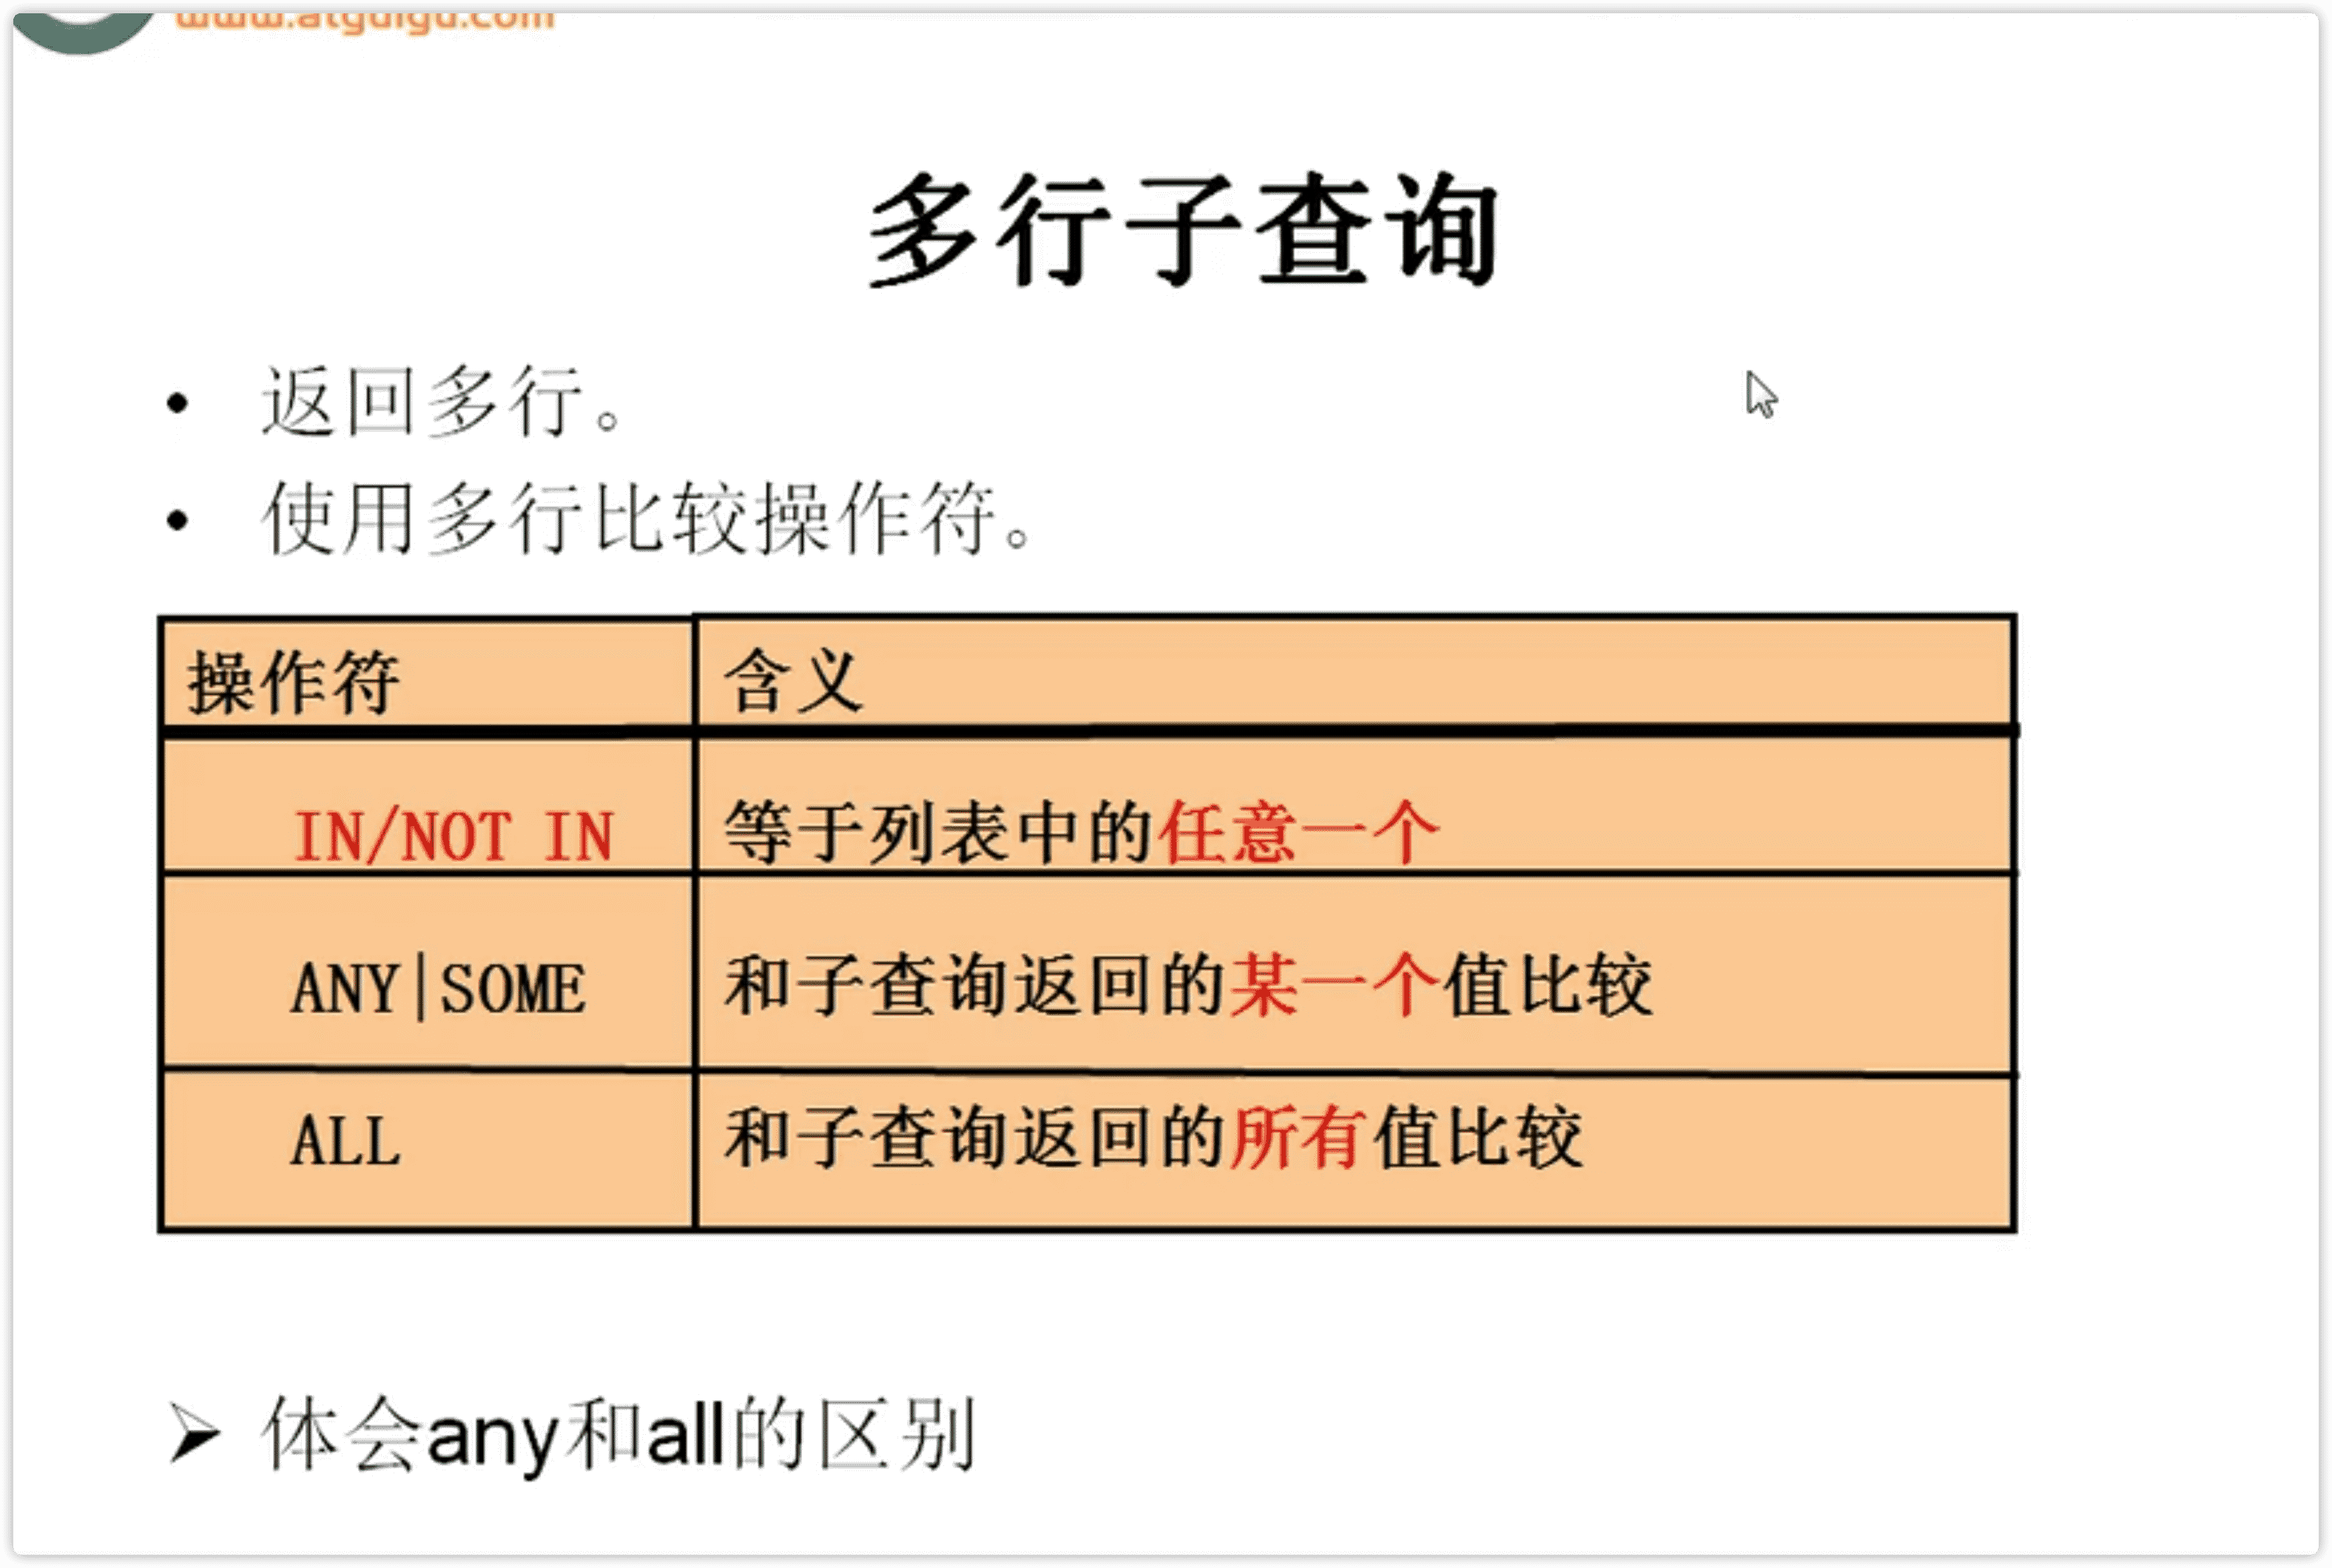 www.atguigu.com
多行子查询
• 返回多行。
• 使用多行比较操作符。
操作符 含义
IN/NOT IN 等于列表中的任意一个
ANY|SOME 和子查询返回的某一个值比较
ALL 和子查询返回的所有值比较
➢ 体会any和all的区别